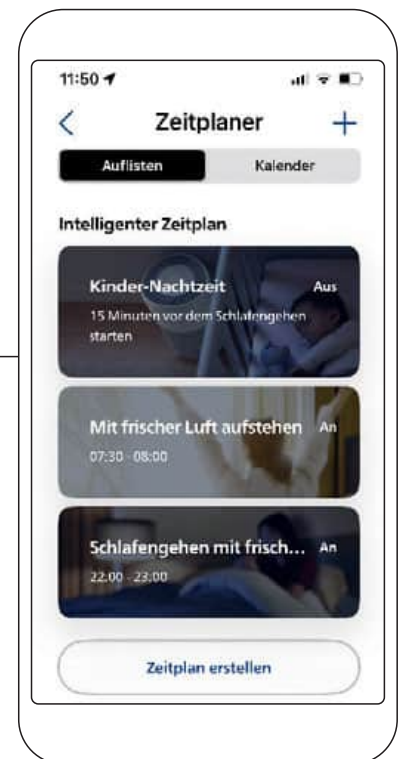 11:50
Zeitplaner
Auflisten
Kalender
Intelligenter Zeitplan
Kinder-Nachtzeit
Aus
15 Minuten vor dem Schlafengehen
starten
Mit frischer Luft aufstehen
An
07:30 - 08:00
Schlafengehen mit frisch...
An
22:00 - 23:00
Zeitplan erstellen